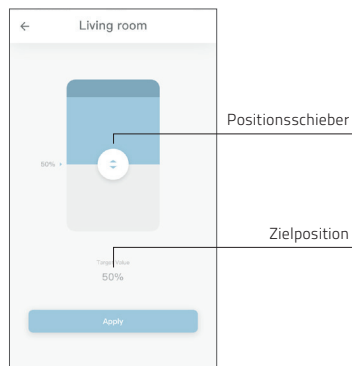 ← Living room
Positionsschieber
50%
Zielposition
Target Value
50%
Apply